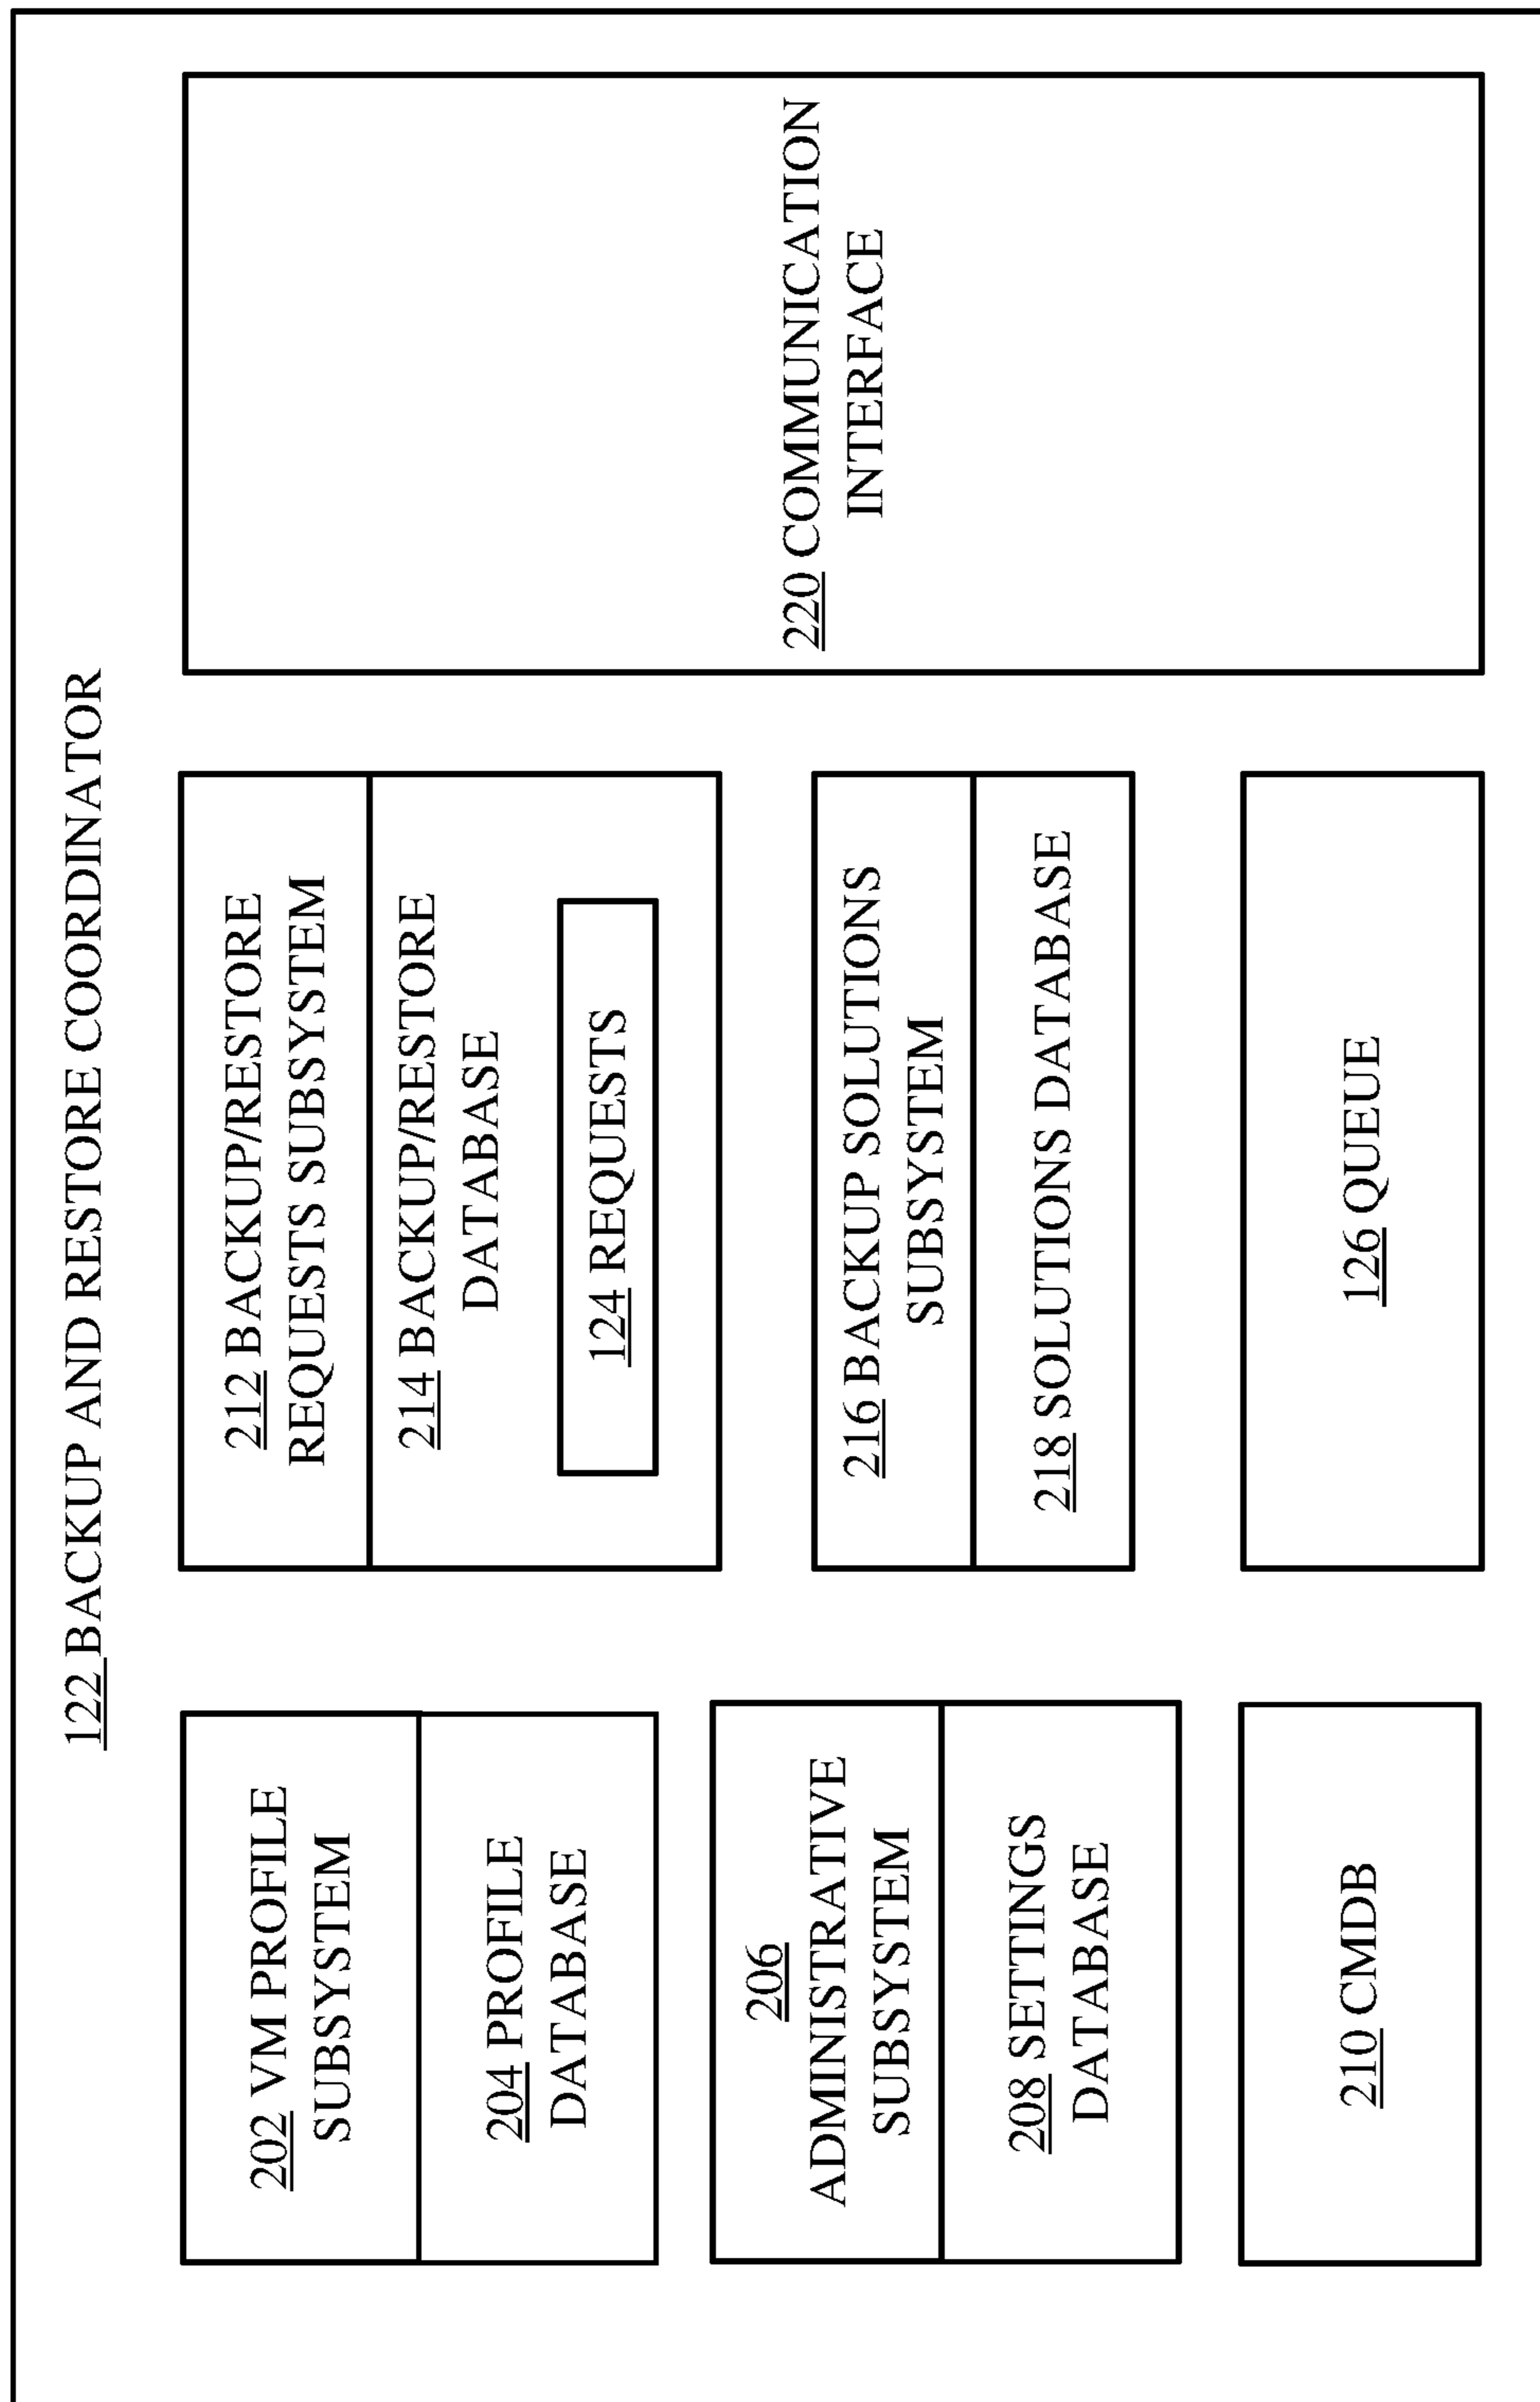 122 BACKUP AND RESTORE COORDINATOR
202 VM PROFILE
SUBSYSTEM
204 PROFILE
DATABASE
206
ADMINISTRATIVE
SUBSYSTEM
208 SETTINGS
DATABASE
210 CMDB
212 BACKUP/RESTORE
REQUESTS SUBSYSTEM
214 BACKUP/RESTORE
DATABASE
124 REQUESTS
216 BACKUP SOLUTIONS
SUBSYSTEM
218 SOLUTIONS DATABASE
126 QUEUE
220 COMMUNICATION
INTERFACE